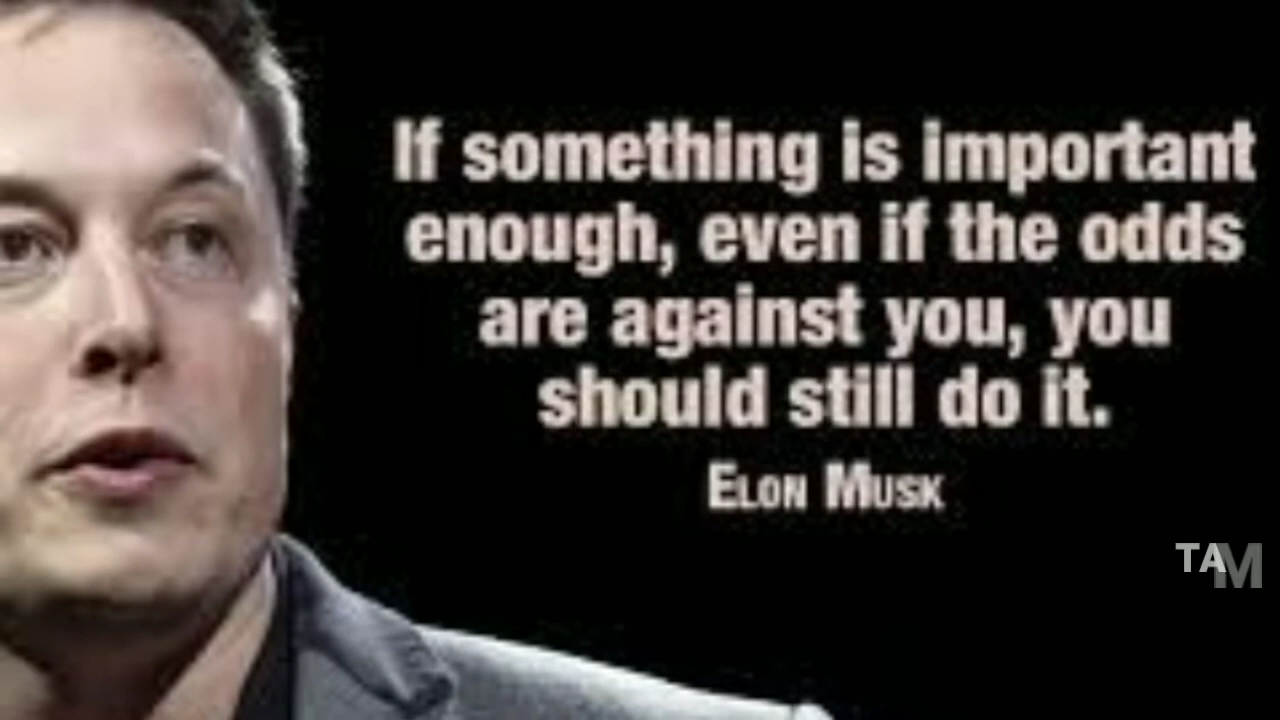 If something is important
enough, even if the odds
are against you, you
should still do it.
Elon Musk
TAM